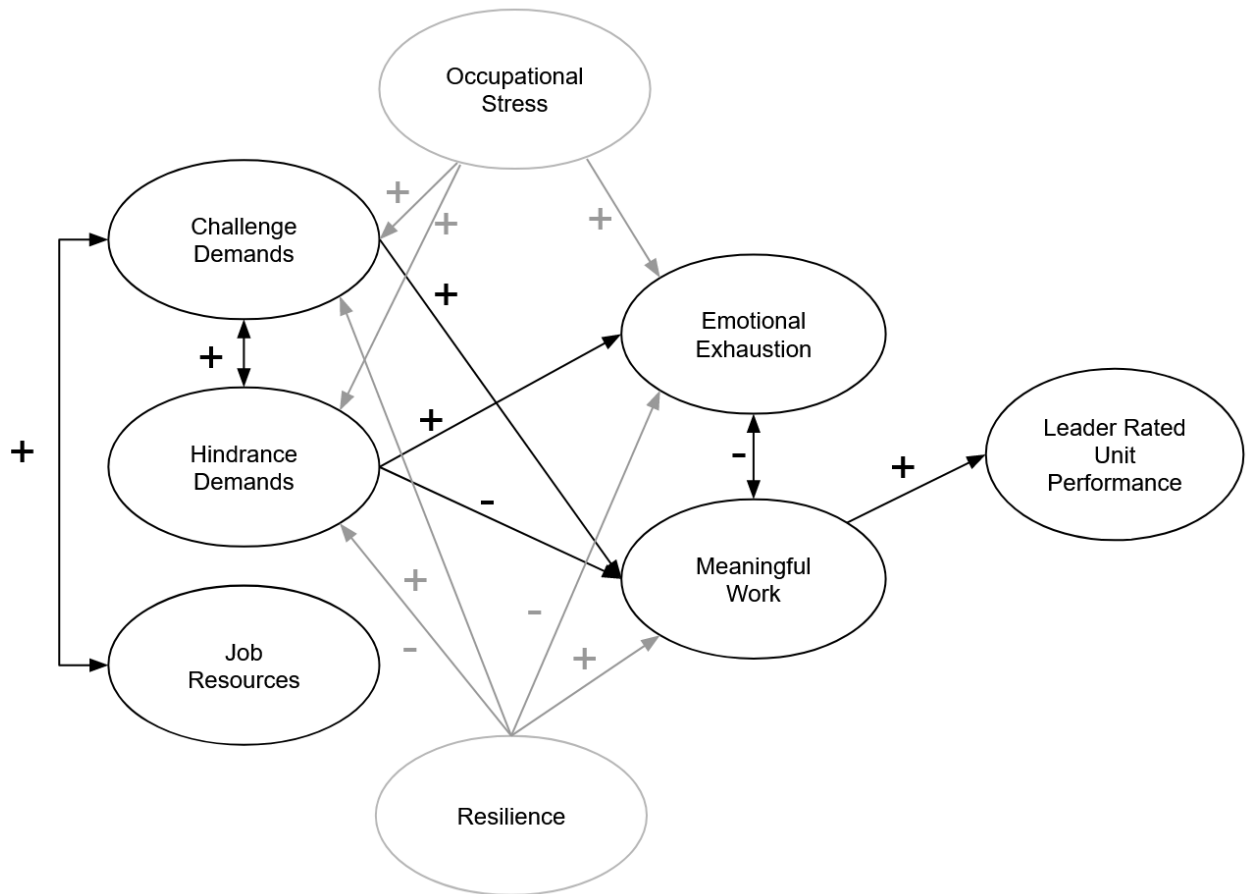 Occupational
Stress
+
+
+
Challenge
Demands
+
Emotional
Exhaustion
+
+
+
Hindrance
Demands
-
-
+
Leader Rated
Unit
Performance
+
Meaningful
Work
+
-
-
+
Job
Resources
Resilience